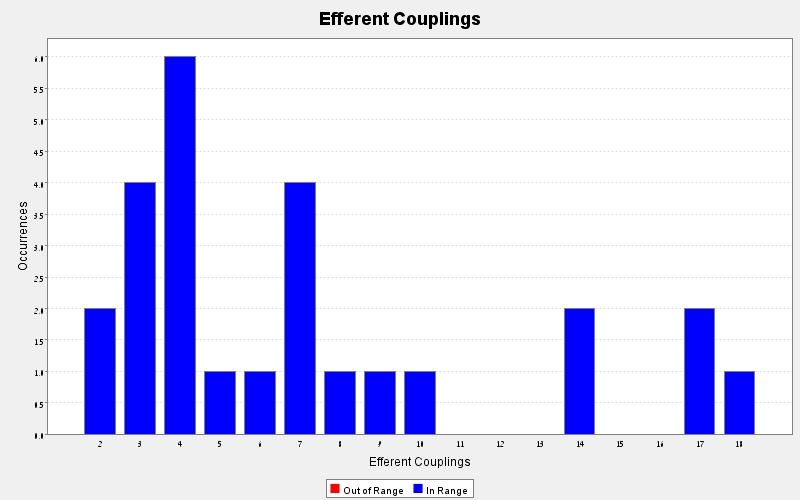 Efferent Couplings
6.0
5.5
5.0
4.5
4.0
3.5
3.0
2.5
2.0
1.5
1.0
0.5
0.0
Occurrences
2 3 4 5 6 7 8 9 10 11 12 13 14 15 16 17 18
Efferent Couplings
Out of Range In Range